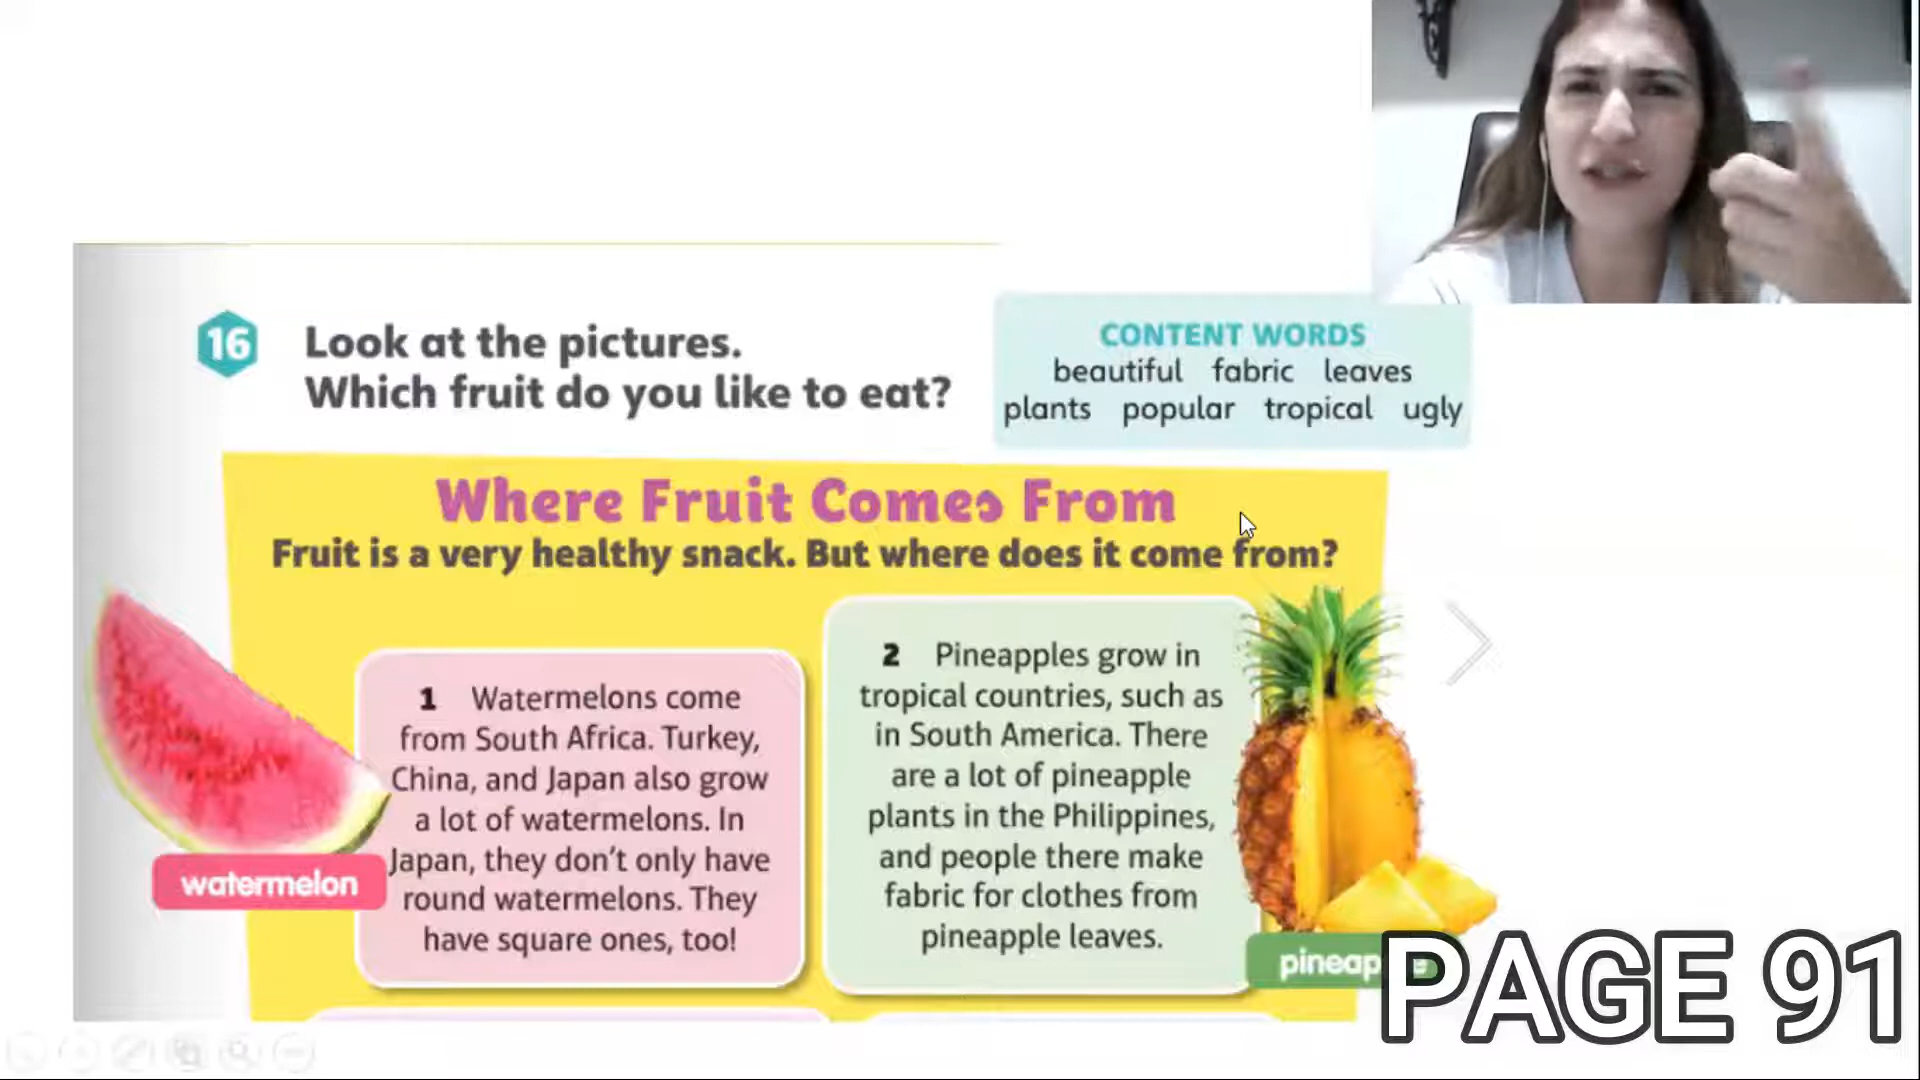 16 Look at the pictures.
Which fruit do you like to eat?
CONTENT WORDS
beautiful fabric leaves
plants popular tropical ugly
Where Fruit Comes From
Fruit is a very healthy snack. But where does it come from?
1 Watermelons come
from South Africa. Turkey,
China, and Japan also grow
a lot of watermelons. In
Japan, they don't only have
round watermelons. They
have square ones, too!
watermelon
2 Pineapples grow in
tropical countries, such as
in South America. There
are a lot of pineapple
plants in the Philippines,
and people there make
fabric for clothes from
pineapple leaves.
pineapple
PAGE 91